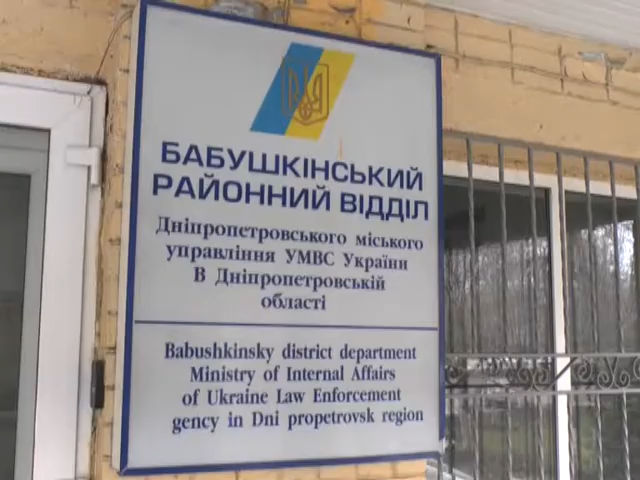 БАБУШКІНСЬКИЙ
РАЙОННИЙ ВІДДІЛ
Дніпропетровського міського
управління УМВС України
В Дніпропетровській
області
Babushkinsky district department
Ministry of Internal Affairs
of Ukraine Law Enforcement
gency in Dni propetrovsk region